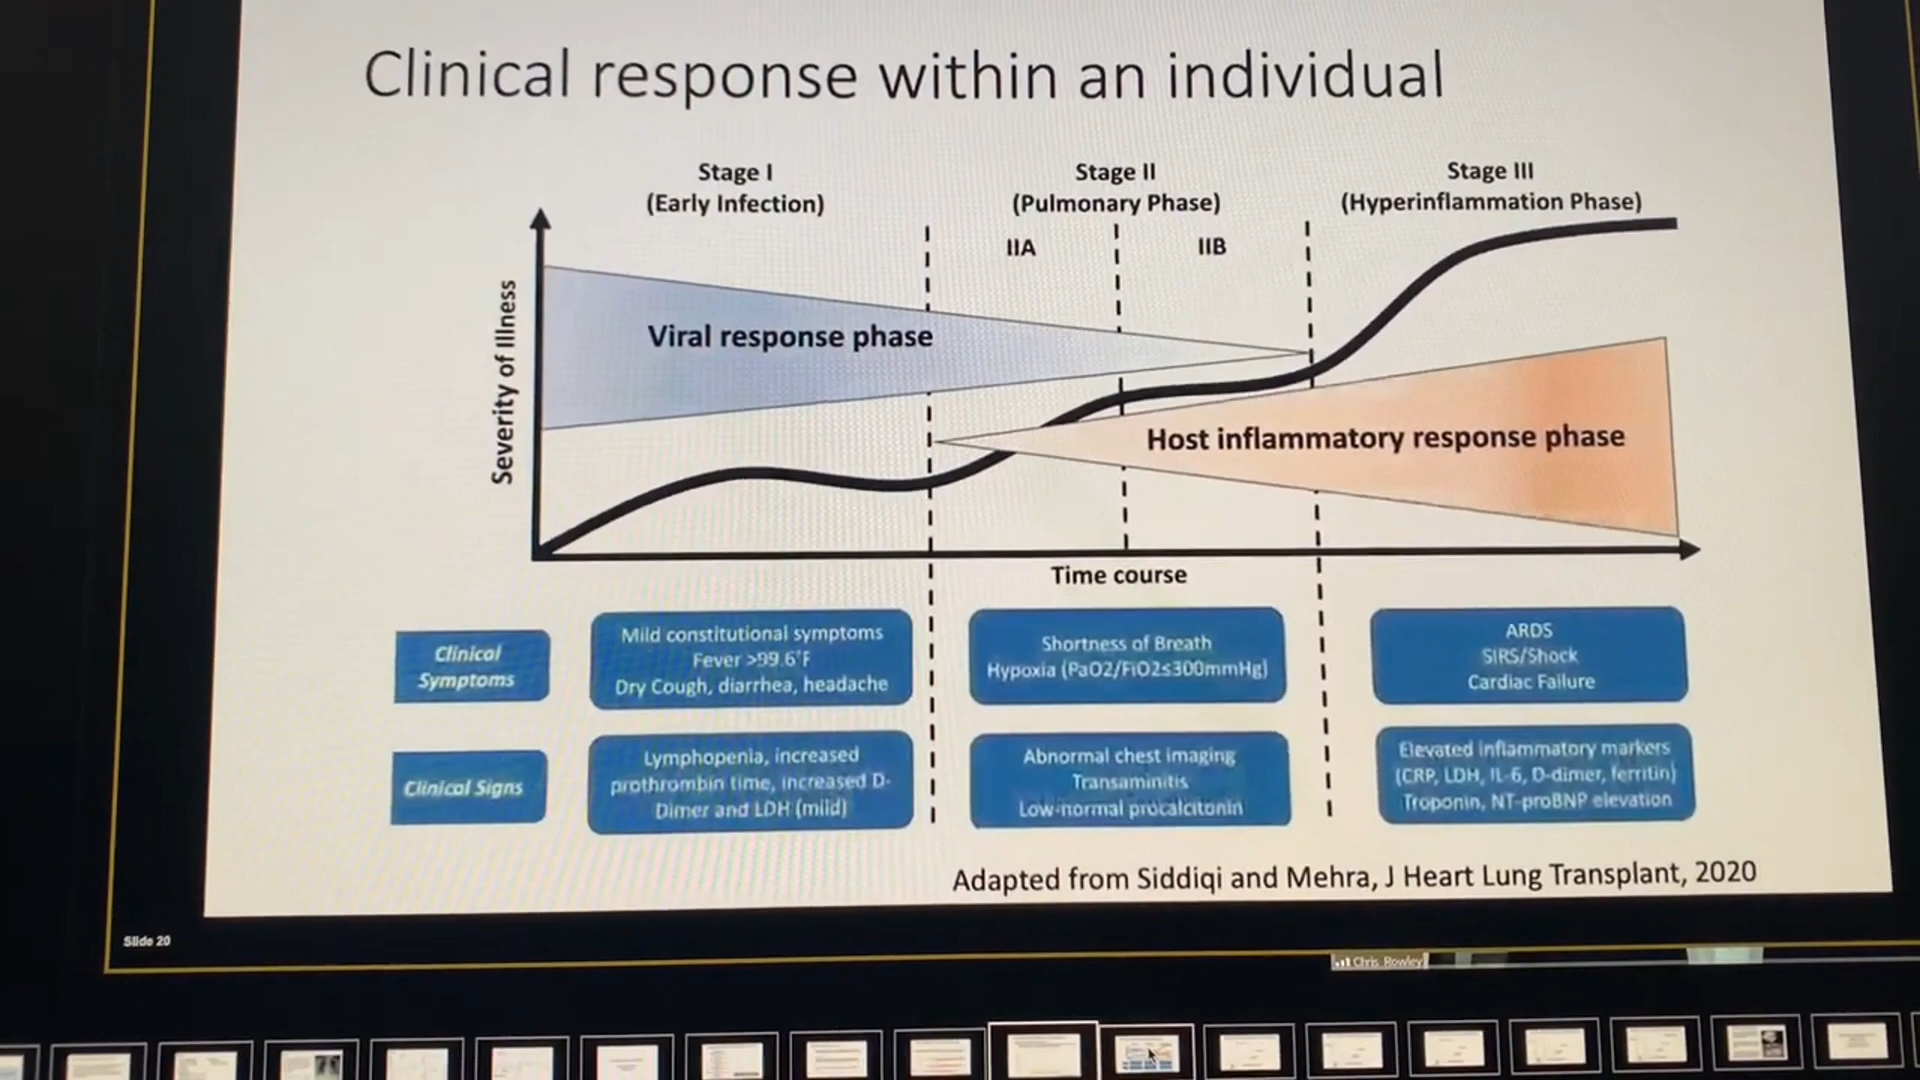 Clinical response within an individual
Stage I
(Early Infection)
Stage II
(Pulmonary Phase)
Stage III
(Hyperinflammation Phase)
IIA
IIB
Severity of Illness
Viral response phase
Host inflammatory response phase
Time course
Clinical
Symptoms
Mild constitutional symptoms
Fever >99.6°F
Dry Cough, diarrhea, headache
Shortness of Breath
Hypoxia (PaO2/FiO2≤300mmHg)
ARDS
SIRS/Shock
Cardiac Failure
Clinical Signs
Lymphopenia, increased
prothrombin time, increased D-
Dimer and LDH (mild)
Abnormal chest imaging
Transaminitis
Low-normal procalcitonin
Elevated inflammatory markers
(CRP, LDH, IL-6, D-dimer, ferritin)
Troponin, NT-proBNP elevation
Adapted from Siddiqi and Mehra, J Heart Lung Transplant, 2020
Slide 20
Chris Rowley